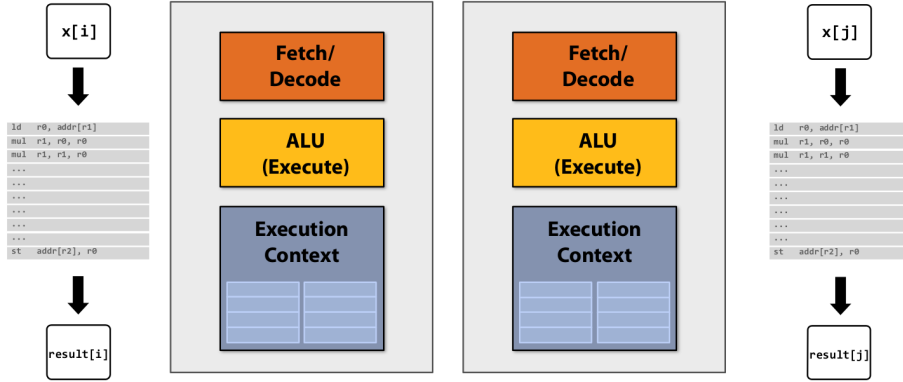 x[i]
ld r0, addr[r1]
mul r1, r0, r0
mul r1, r1, r0
...
...
...
...
...
...
st addr[r2], r0
result[i]
Fetch/
Decode
ALU
(Execute)
Execution
Context
Fetch/
Decode
ALU
(Execute)
Execution
Context
x[j]
ld r0, addr[r1]
mul r1, r0, r0
mul r1, r1, r0
...
...
...
...
...
...
st addr[r2], r0
result[j]